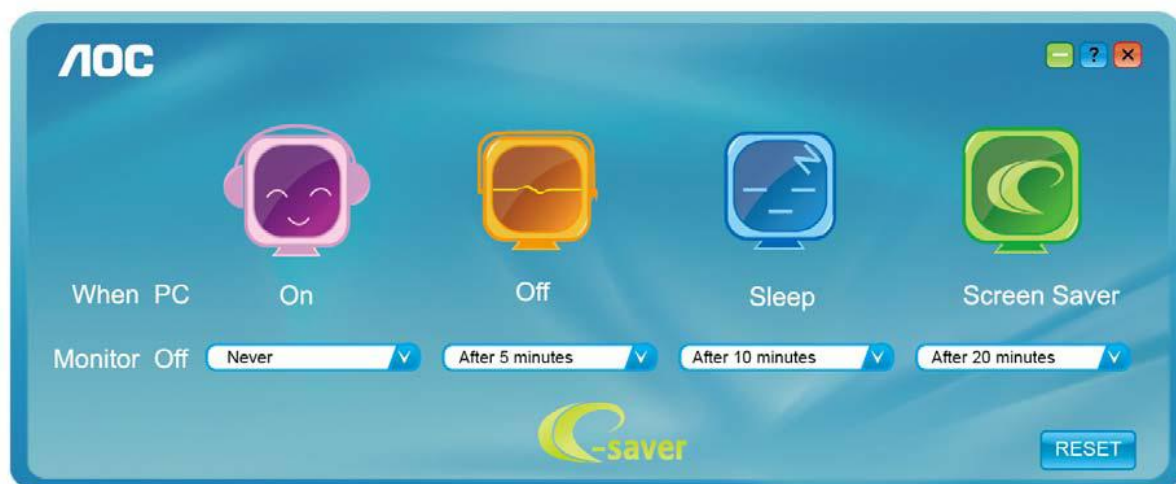 AOC
?
When PC On Off Sleep Screen Saver
Monitor Off Never After 5 minutes After 10 minutes After 20 minutes
e-saver
RESET